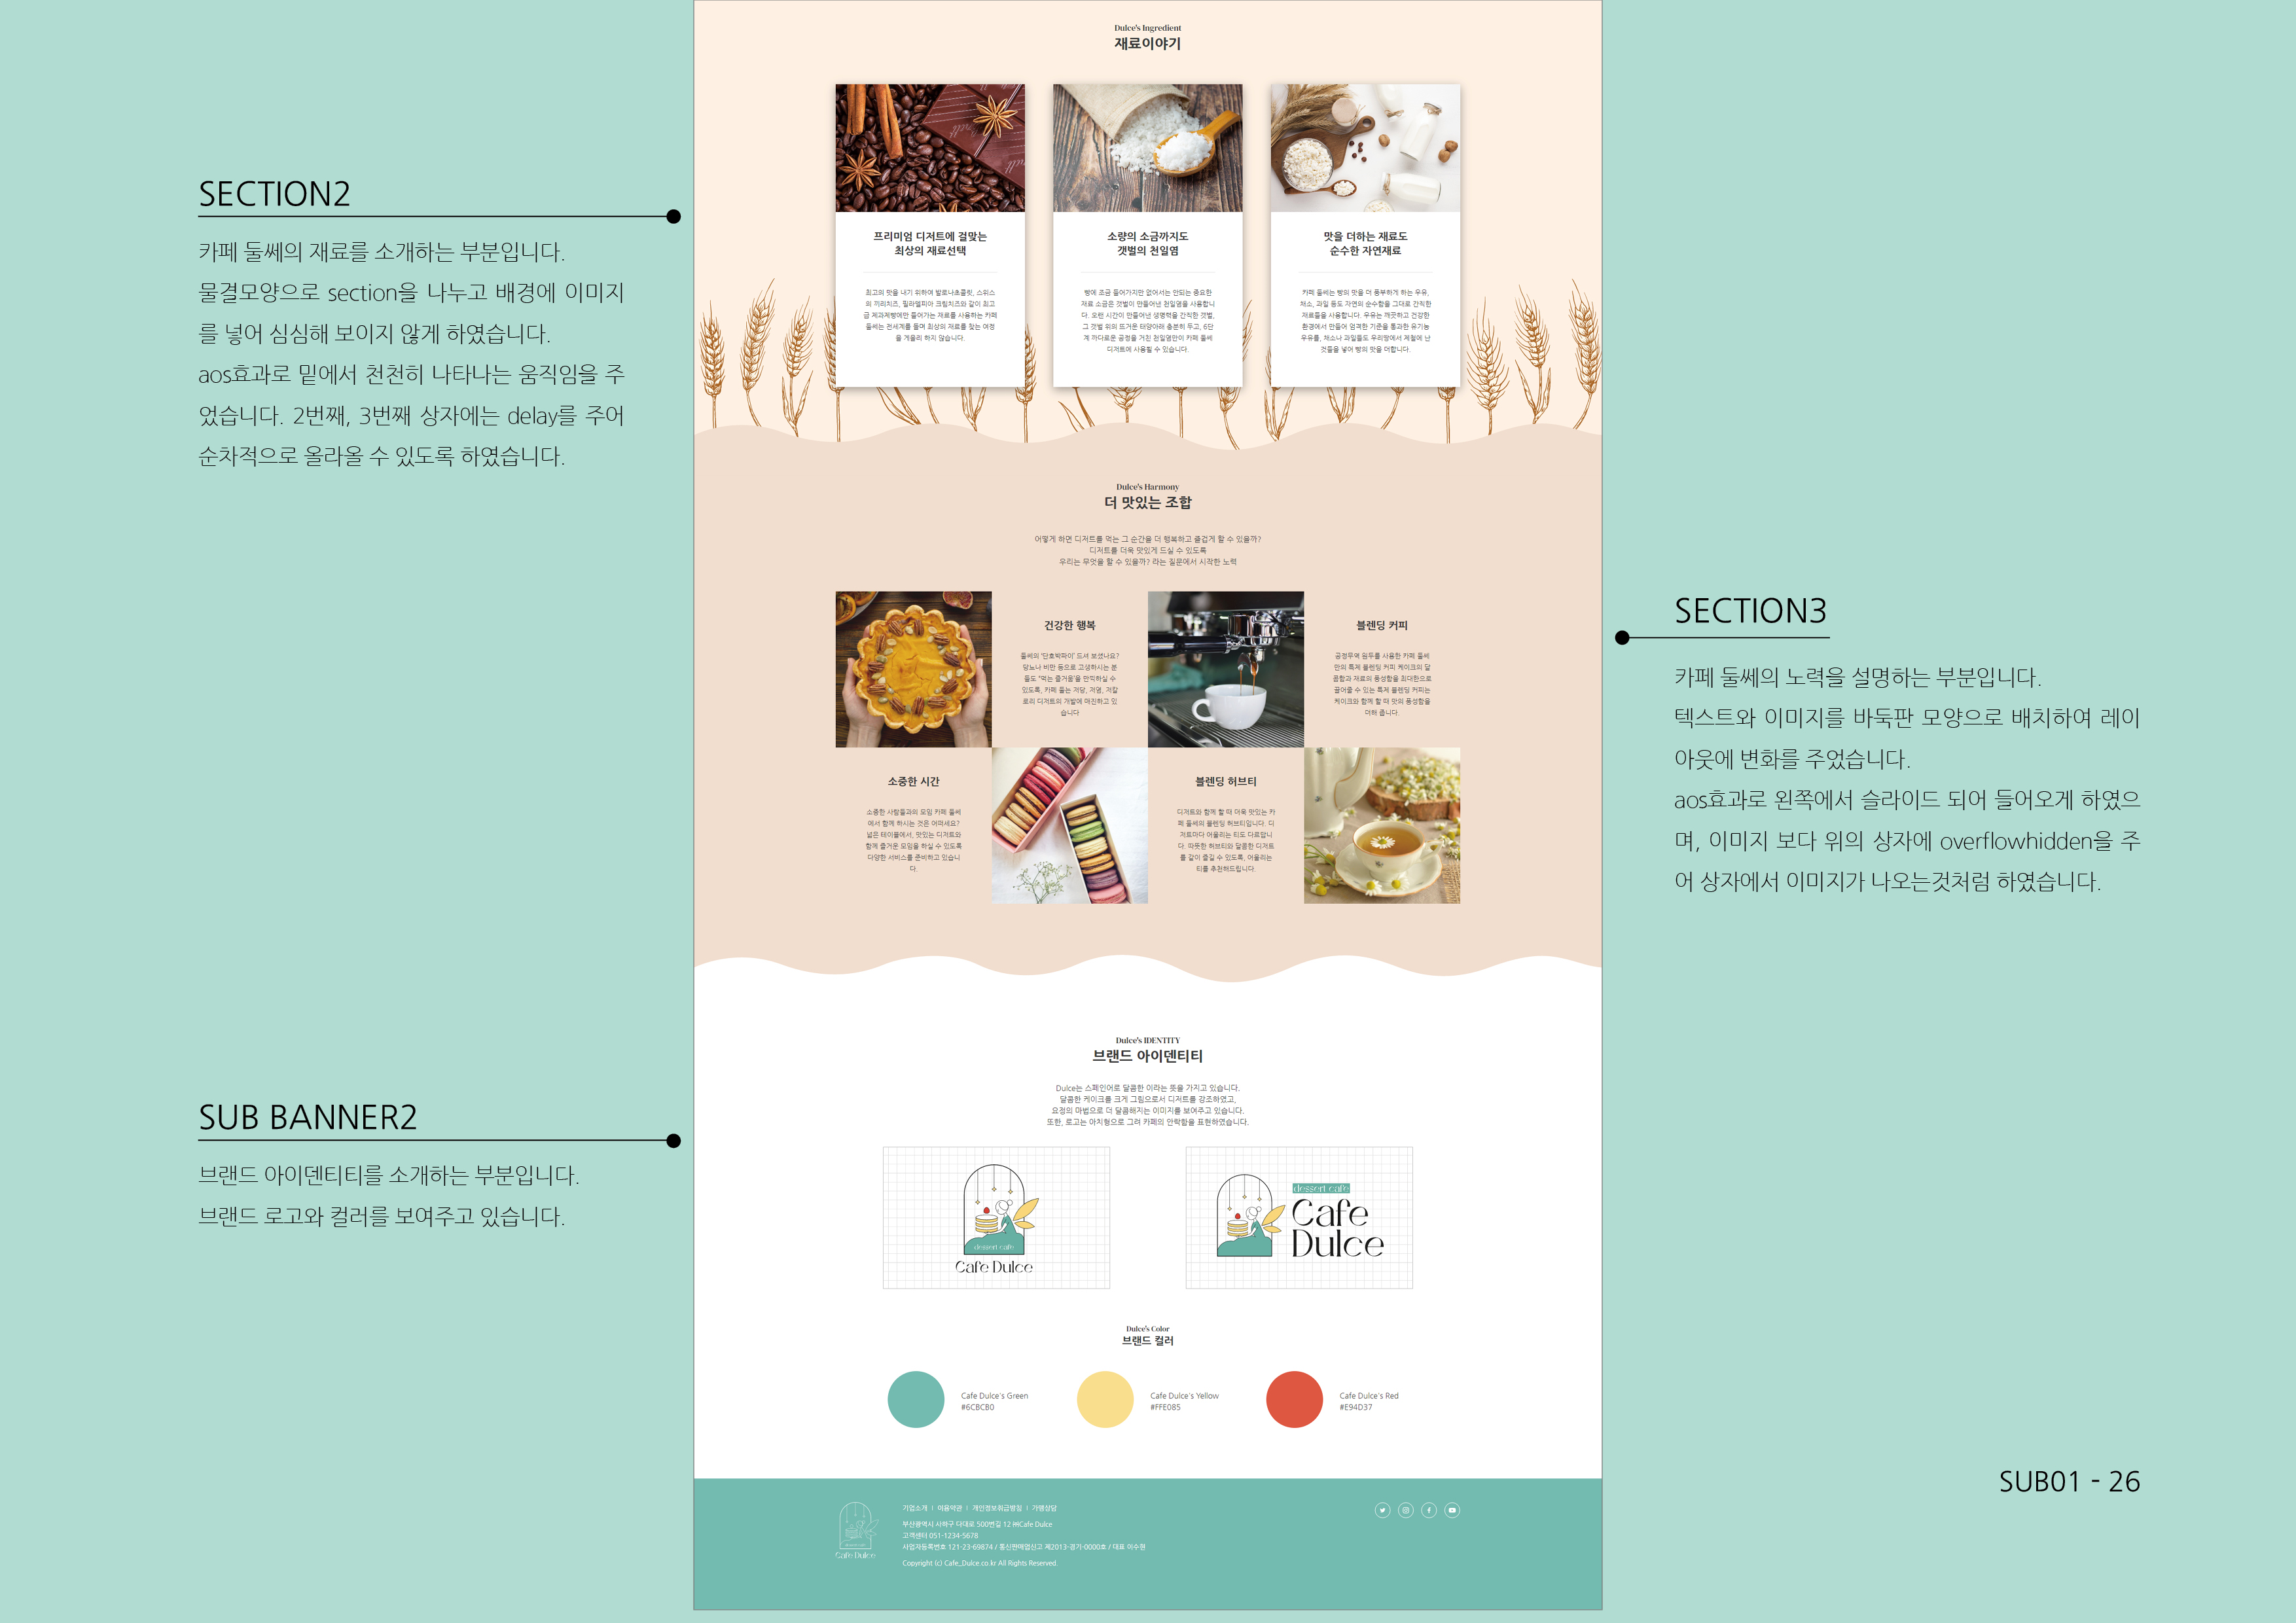 SECTION2
카페 둘쎄의 재료를 소개하는 부분입니다.
물결모양으로 section을 나누고 배경에 이미지
를 넣어 심심해 보이지 않게 하였습니다.
aos효과로 밑에서 천천히 나타나는 움직임을 주
었습니다. 2번째, 3번째 상자에는 delay를 주어
순차적으로 올라올 수 있도록 하였습니다.
SUB BANNER2
브랜드 아이덴티티를 소개하는 부분입니다.
브랜드 로고와 컬러를 보여주고 있습니다.
Dulce's Ingredient
재료이야기
프리미엄 디저트에 걸맞는
최상의 재료선택
최고의 맛을 내기 위하여 발로나초콜릿, 스위스
의 끼리치즈, 필라델피아 크림치즈와 같이 최고
급 제과제빵에만 들어가는 재료를 사용하는 카페
둘쎄는 전세계를 돌며 최상의 재료를 찾는 여정
을 게을리 하지 않습니다.
소량의 소금까지도
갯벌의 천일염
빵에 조금 들어가지만 없어서는 안되는 중요한
재료 소금은 갯벌이 만들어낸 천일염을 사용합니
다. 오랜 시간이 만들어낸 생명력을 간직한 갯벌,
그 갯벌 위의 뜨거운 태양아래 충분히 두고, 6단
계 까다로운 공정을 거친 천일염만이 카페 둘쎄
디저트에 사용될 수 있습니다.
맛을 더하는 재료도
순수한 자연재료
카페 둘쎄는 빵의 맛을 더 풍부하게 하는 우유,
채소, 과일 등도 자연의 순수함을 그대로 간직한
재료들을 사용합니다. 우유는 깨끗하고 건강한
환경에서 만들어 엄격한 기준을 통과한 유기농
우유를, 채소나 과일들도 우리땅에서 제철에 난
것들을 넣어 빵의 맛을 더합니다.
Dulce's Harmony
더 맛있는 조합
어떻게 하면 디저트를 먹는 그 순간을 더 행복하고 즐겁게 할 수 있을까?
디저트를 더욱 맛있게 드실 수 있도록
우리는 무엇을 할 수 있을까? 라는 질문에서 시작한 노력
건강한 행복
둘쎄의 '단호박파이' 드셔 보셨나요?
당뇨나 비만 등으로 고생하시는 분
들도 "먹는 즐거움'을 만끽하실 수
있도록, 카페 둘는 저당, 저염, 저칼
로리 디저트의 개발에 매진하고 있
습니다
블렌딩 커피
공정무역 원두를 사용한 카페 둘쎄
만의 특제 블렌딩 커피 케이크의 달
콤함과 재료의 풍성함을 최대한으로
끌어줄 수 있는 특제 블렌딩 커피는
케이크와 함께 할 때 맛의 풍성함을
더해 줍니다.
소중한 시간
소중한 사람들과의 모임 카페 둘쎄
에서 함께 하시는 것은 어떠세요?
넓은 테이블에서, 맛있는 디저트와
함께 즐거운 모임을 하실 수 있도록
다양한 서비스를 준비하고 있습니
다.
블렌딩 허브티
디저트와 함께 할 때 더욱 맛있는 카
페 둘쎄의 블렌딩 허브티입니다. 디
저트마다 어울리는 티도 다르답니
다. 따뜻한 허브티와 달콤한 디저트
를 같이 즐길 수 있도록, 어울리는
티를 추천해드립니다.
Dulce's IDENTITY
브랜드 아이덴티티
Dulce는 스페인어로 달콤한 이라는 뜻을 가지고 있습니다.
달콤한 케이크를 크게 그림으로서 디저트를 강조하였고,
요정의 마법으로 더 달콤해지는 이미지를 보여주고 있습니다.
또한, 로고는 아치형으로 그려 카페의 안락함을 표현하였습니다.
dessert cafe
Cafe Dulce
dessert cafe
Cafe
Dulce
Dulce's Color
브랜드 컬러
Cafe Dulce's Green
#6CBCB0
Cafe Dulce's Yellow
#FFE085
Cafe Dulce's Red
#E94D37
Cafe Dulce
기업소개 | 이용약관 | 개인정보취급방침 | 가맹상담
부산광역시 사하구 다대로 500번길 12 ㈜Cafe Dulce
고객센터 051-1234-5678
사업자등록번호 121-23-69874 / 통신판매업신고 제2013-경기-0000호 / 대표 이수현
Copyright (c) Cafe_Dulce.co.kr All Rights Reserved.
SECTION3
카페 둘쎄의 노력을 설명하는 부분입니다.
텍스트와 이미지를 바둑판 모양으로 배치하여 레이
아웃에 변화를 주었습니다.
aos효과로 왼쪽에서 슬라이드 되어 들어오게 하였으
며, 이미지 보다 위의 상자에 overflowhidden을 주
어 상자에서 이미지가 나오는것처럼 하였습니다.
SUB01 - 26